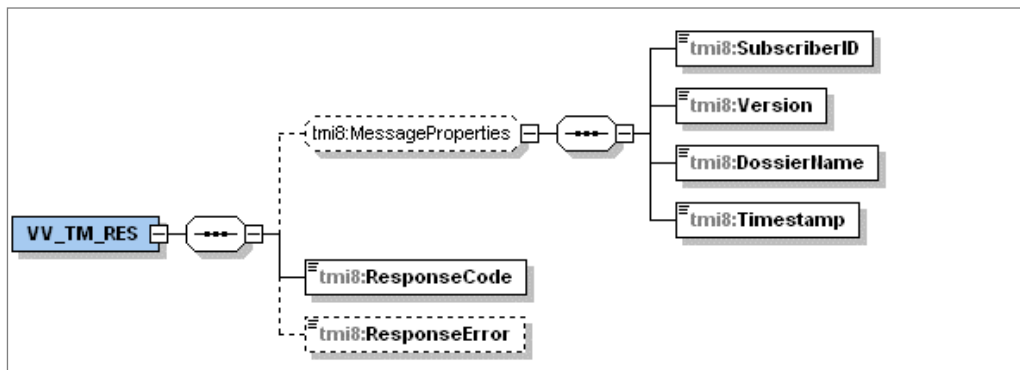 tmi8:SubscriberID
tmi8:Version
tmi8:MessageProperties
tmi8:DossierName
tmi8:Timestamp
VV_TM_RES
tmi8:ResponseCode
tmi8:ResponseError